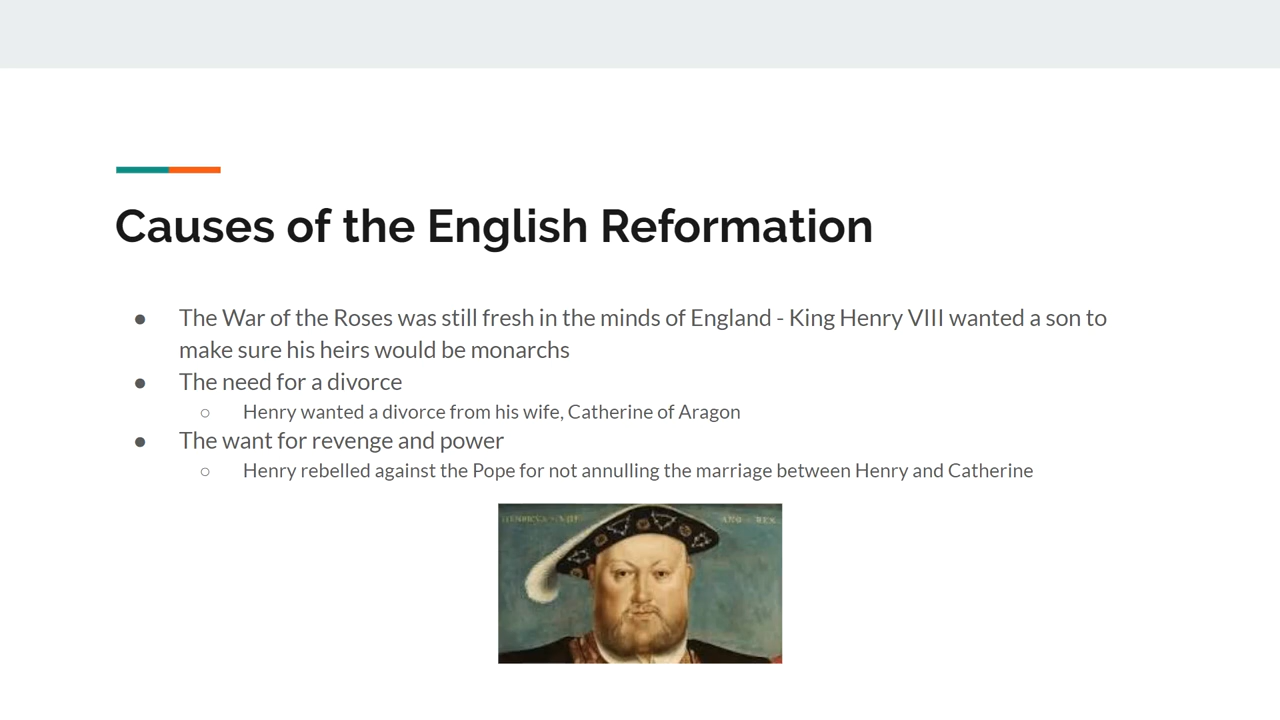 Causes of the English Reformation
● The War of the Roses was still fresh in the minds of England - King Henry VIII wanted a son to
make sure his heirs would be monarchs
● The need for a divorce
○ Henry wanted a divorce from his wife, Catherine of Aragon
● The want for revenge and power
○ Henry rebelled against the Pope for not annulling the marriage between Henry and Catherine